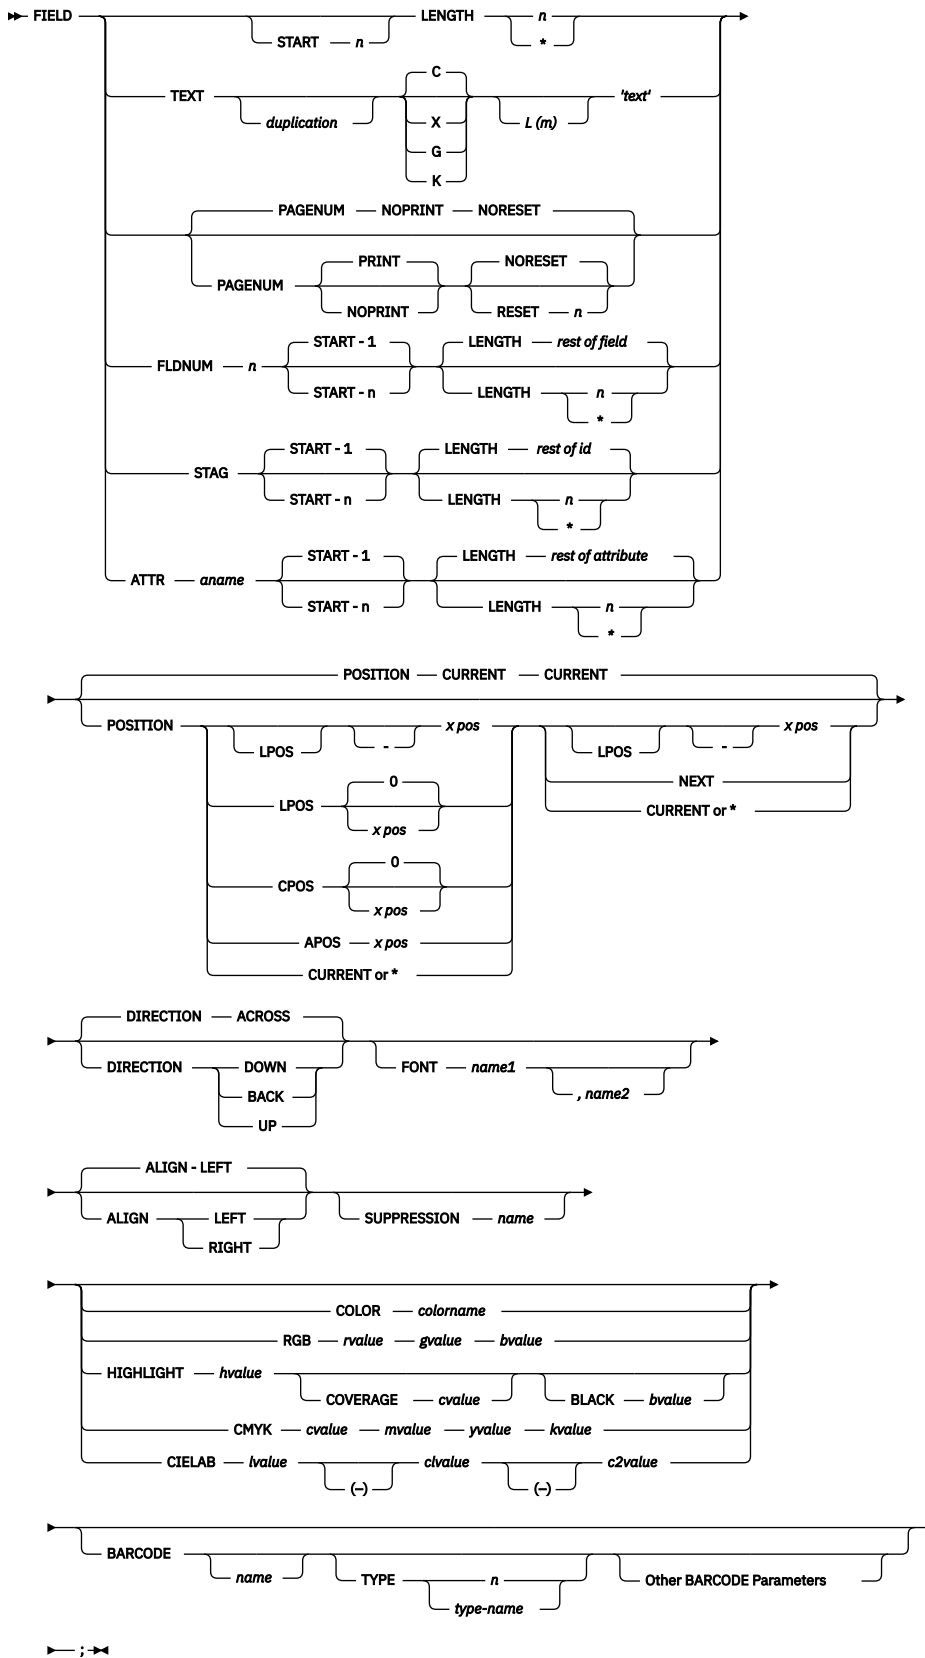 FIELD LENGTH n
START n *
C
TEXT 'text'
duplication X L (m)
G
K
PAGENUM NOPRINT NORESET
PRINT NORESET
PAGENUM
NOPRINT RESET n
START - 1 LENGTH rest of field
FLDNUM n
START - n LENGTH n
*
START - 1 LENGTH rest of id
STAG
START - n LENGTH n
*
START - 1 LENGTH rest of attribute
ATTR aname
START - n LENGTH n
*
POSITION CURRENT CURRENT
POSITION x pos x pos
LPOS - LPOS -
0 NEXT
LPOS
x pos CURRENT or *
0
CPOS
x pos
APOS x pos
CURRENT or *
DIRECTION ACROSS
DIRECTION DOWN FONT name1
BACK , name2
UP
ALIGN - LEFT
ALIGN LEFT SUPPRESSION name
RIGHT
COLOR colorname
RGB rvalue gvalue bvalue
HIGHLIGHT hvalue
COVERAGE cvalue BLACK bvalue
CMYK cvalue mvalue yvalue kvalue
CIELAB lvalue clvalue c2value
(–) (–)
BARCODE
name TYPE n Other BARCODE Parameters
type-name
;